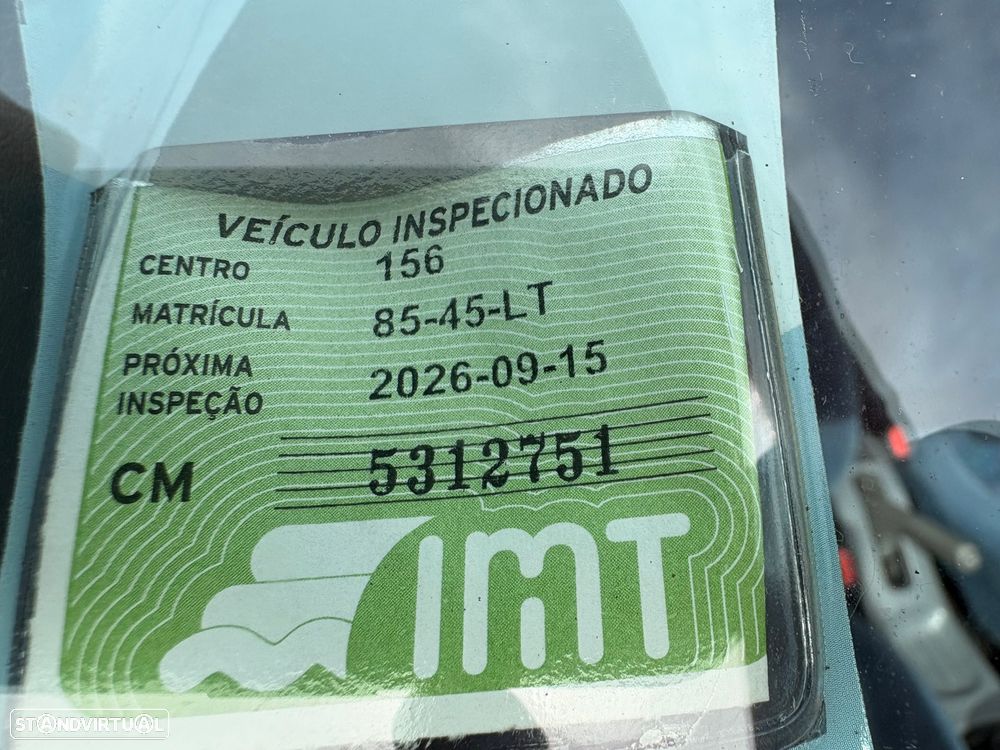 VEÍCULO INSPECIONADO
CENTRO 156
MATRÍCULA 85-45-LT
PRÓXIMA INSPEÇÃO 2026-09-15
CM 5312751
IMT
STANDVIRTUAL